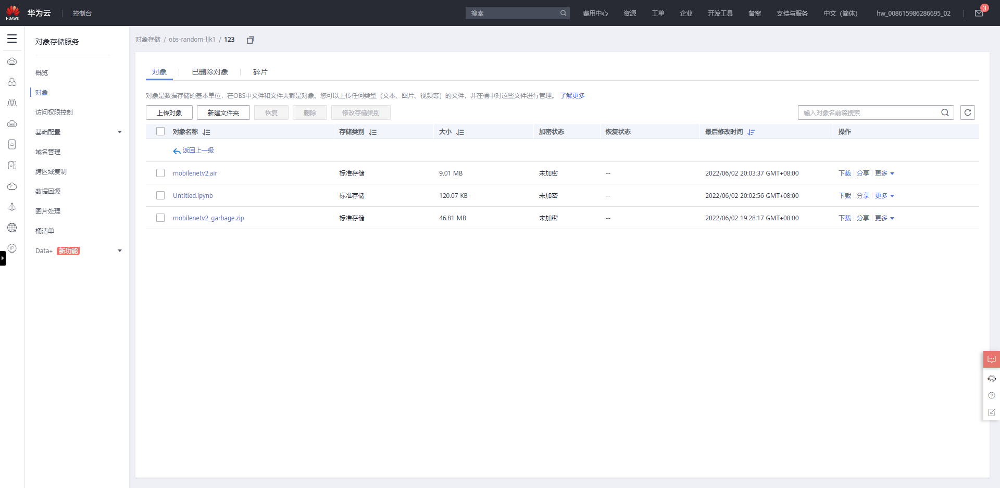 HUAWEI 华为云 控制台 搜索 费用中心 资源 工单 企业 开发工具 备案 支持与服务 中文 (简体) hw_008615986286695_02 3
对象存储服务
概览
对象
访问权限控制
基础配置
域名管理
跨区域复制
数据回源
图片处理
桶清单
Data+ 新功能
IP
对象存储 / obs-random-ljk1 / 123
对象 已删除对象 碎片
对象是数据存储的基本单位，在OBS中文件和文件夹都是对象。您可以上传任何类型（文本、图片、视频等）的文件，并在桶中对这些文件进行管理。 了解更多
上传对象 新建文件夹 恢复 删除 修改存储类别 输入对象名前缀搜索
对象名称 存储类别 大小 加密状态 恢复状态 最后修改时间 操作
返回上一级
mobilenetv2.air 标准存储 9.01 MB 未加密 -- 2022/06/02 20:03:37 GMT+08:00 下载 分享 更多
Untitled.ipynb 标准存储 120.07 KB 未加密 -- 2022/06/02 20:02:56 GMT+08:00 下载 分享 更多
mobilenetv2_garbage.zip 标准存储 46.81 MB 未加密 -- 2022/06/02 19:28:17 GMT+08:00 下载 分享 更多